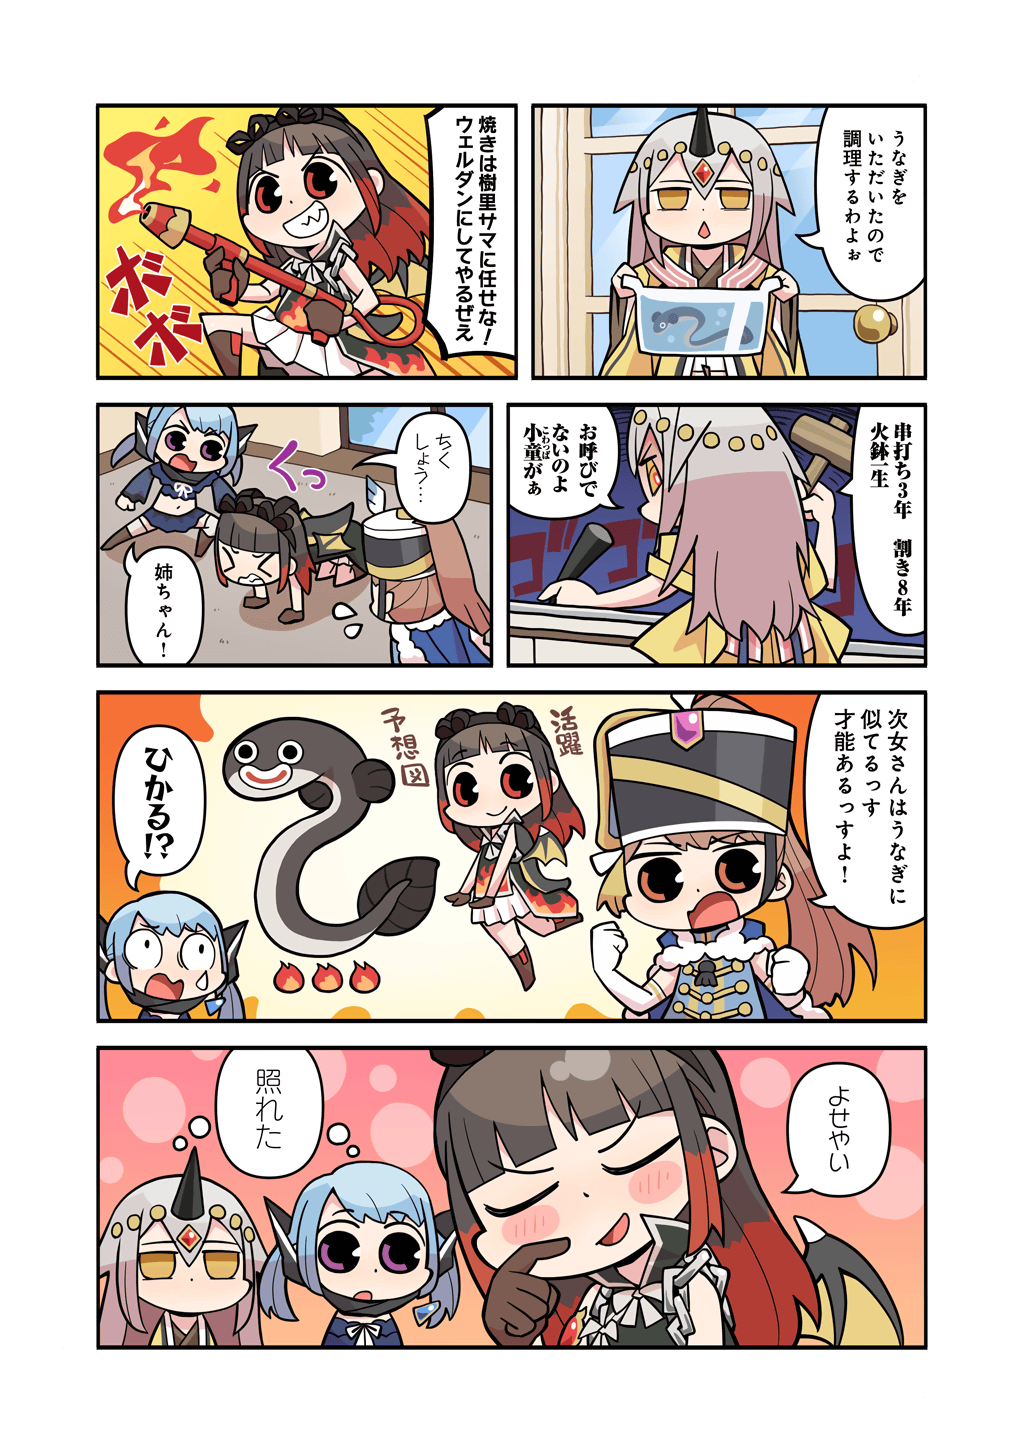 うなぎを
いただいたので
調理するわよぉ
焼きは樹里サマに任せな!
ウェルダンにしてやるぜえ
ボボ
串打ち3年 割き8年
火鉢一生
お呼びで
ないのよ
小童がぁ
こわっぱ
ゴゴゴ
ちく
しょう…
くっ
姉ちゃん!
次女さんはうなぎに
似てるっす
才能あるっすよ!
活躍
予想図
ひかる!?
よせやい
照れた